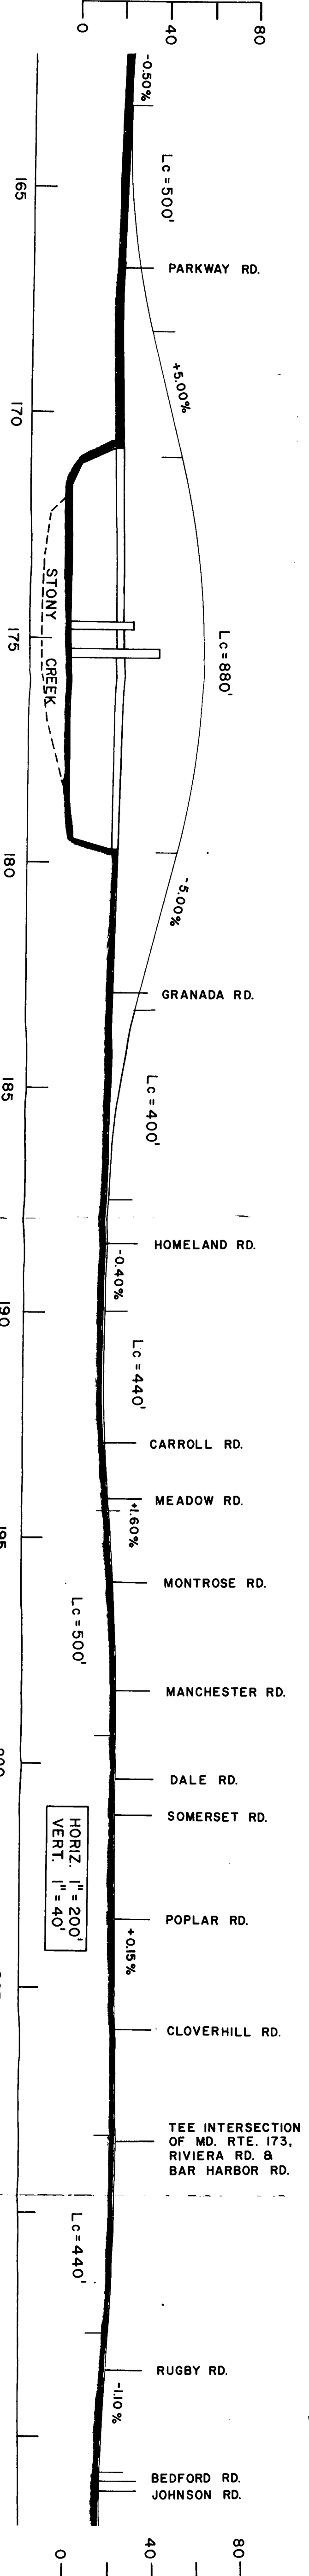 0 40 80
-0.50%
Lc = 500'
165
PARKWAY RD.
+5.00%
170
STONY CREEK
175
Lc = 880'
180
-5.00%
GRANADA RD.
185
Lc = 400'
HOMELAND RD.
-0.40%
190
Lc = 440'
CARROLL RD.
MEADOW RD.
+1.60%
195
MONTROSE RD.
Lc = 500'
MANCHESTER RD.
200
DALE RD.
SOMERSET RD.
HORIZ. 1" = 200'
VERT. 1" = 40'
POPLAR RD.
+0.15%
CLOVERHILL RD.
TEE INTERSECTION
OF MD. RTE. 173,
RIVIERA RD. &
BAR HARBOR RD.
Lc = 440'
RUGBY RD.
-1.10%
BEDFORD RD.
JOHNSON RD.
0 40 80